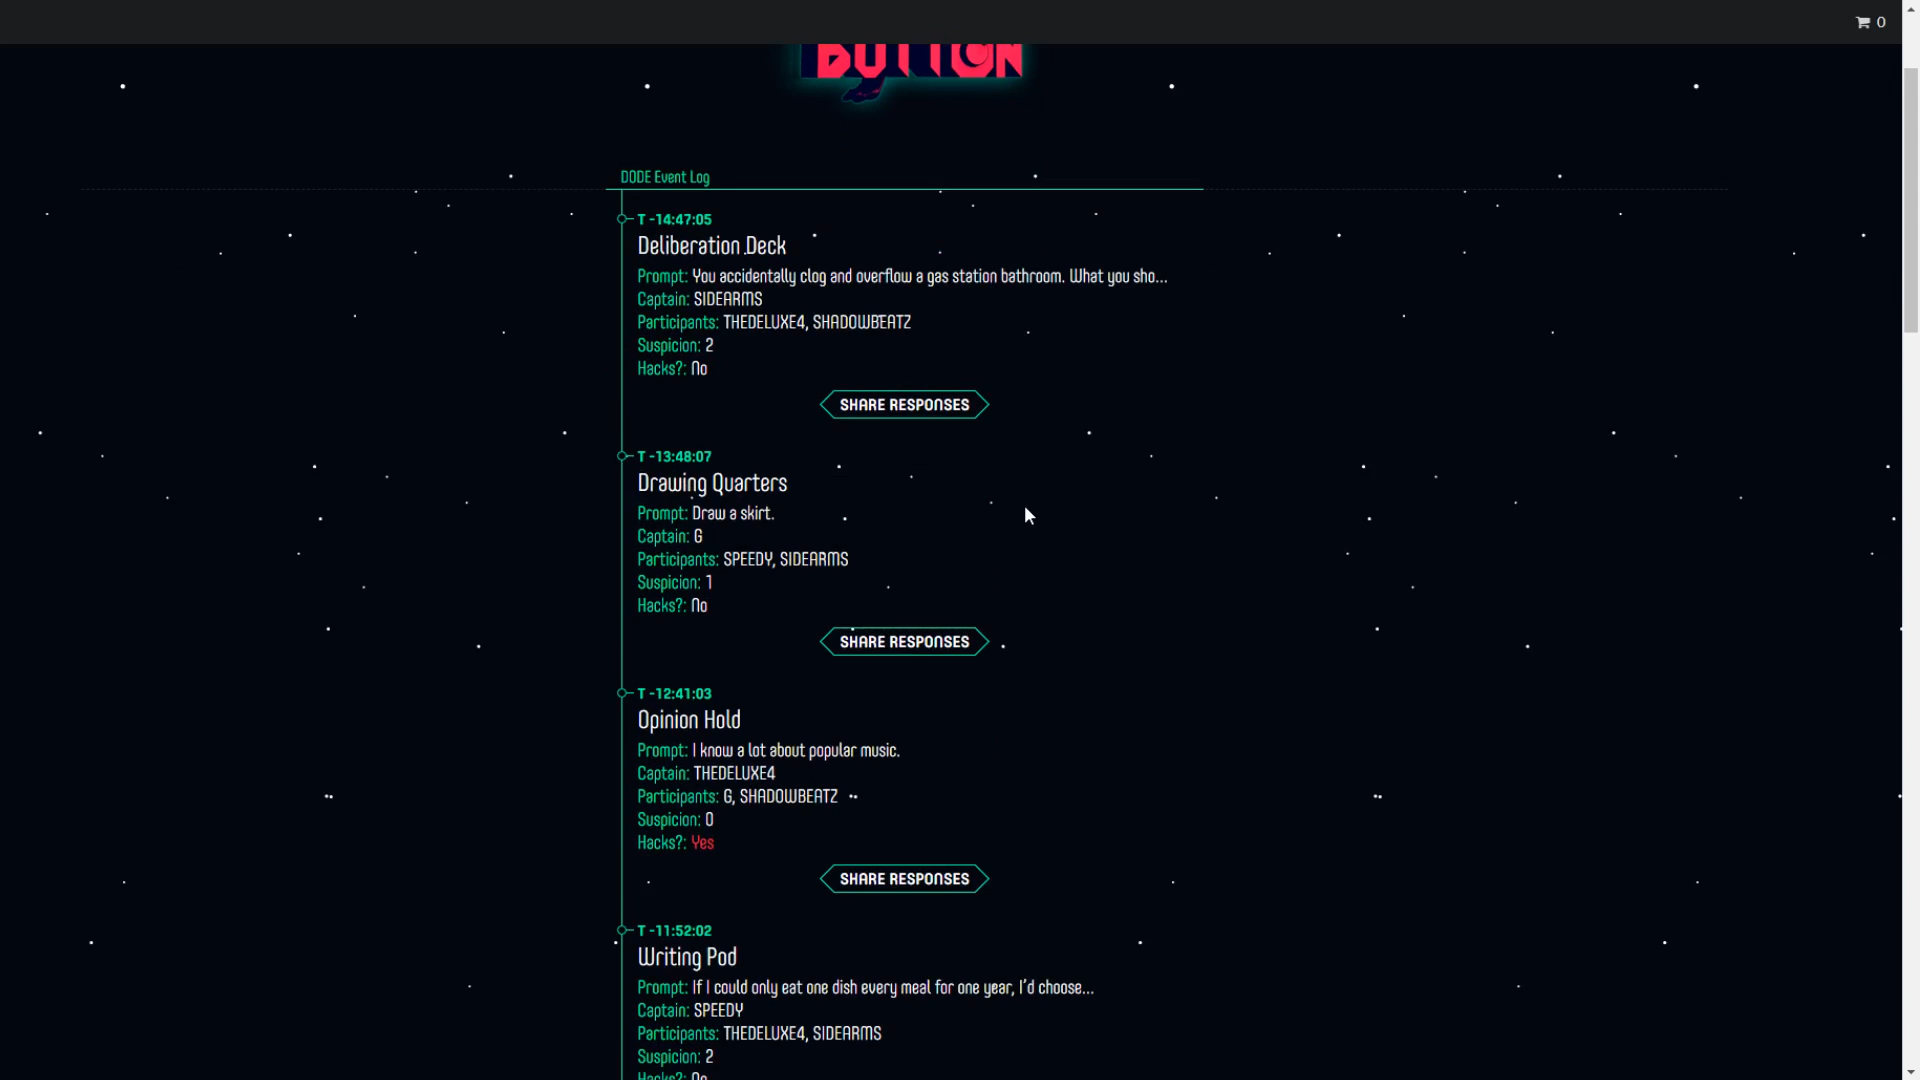 0
BUTTON
DODE Event Log
T -14:47:05
Deliberation Deck
Prompt: You accidentally clog and overflow a gas station bathroom. What you sho...
Captain: SIDEARMS
Participants: THEDELUXE4, SHADOWBEATZ
Suspicion: 2
Hacks?: No
SHARE RESPONSES
T -13:48:07
Drawing Quarters
Prompt: Draw a skirt.
Captain: G
Participants: SPEEDY, SIDEARMS
Suspicion: 1
Hacks?: No
SHARE RESPONSES
T -12:41:03
Opinion Hold
Prompt: I know a lot about popular music.
Captain: THEDELUXE4
Participants: G, SHADOWBEATZ
Suspicion: 0
Hacks?: Yes
SHARE RESPONSES
T -11:52:02
Writing Pod
Prompt: If I could only eat one dish every meal for one year, I'd choose...
Captain: SPEEDY
Participants: THEDELUXE4, SIDEARMS
Suspicion: 2
Hacks?: No